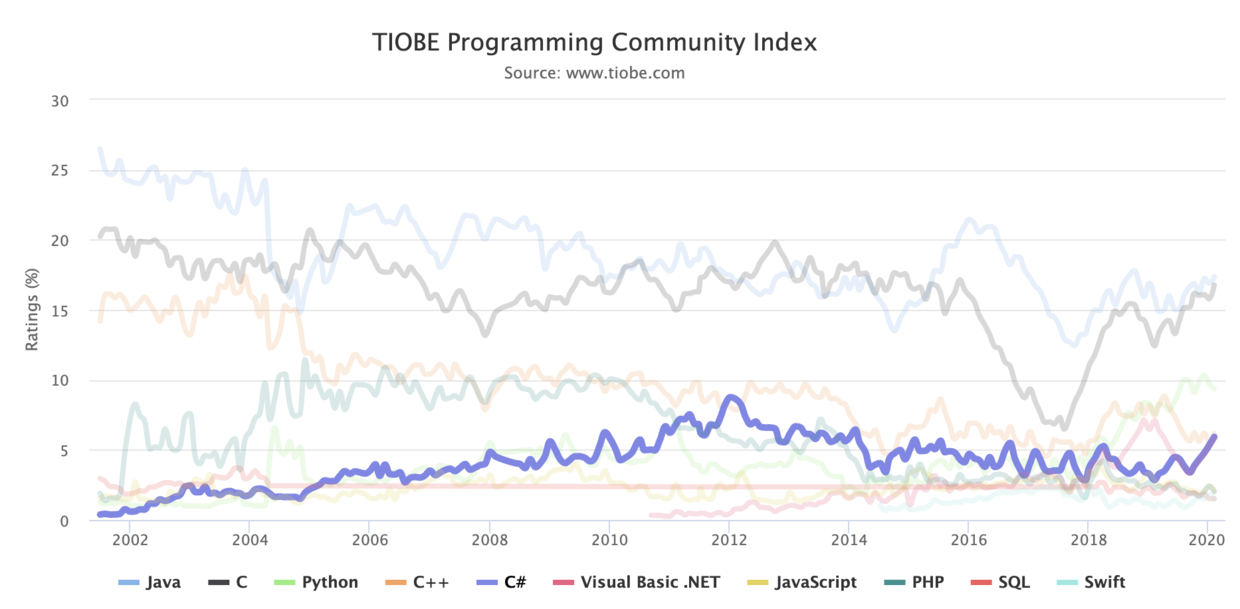 TIOBE Programming Community Index
Source: www.tiobe.com
Ratings (%)
30
25
20
15
10
5
0
2002 2004 2006 2008 2010 2012 2014 2016 2018 2020
Java C Python C++ C# Visual Basic .NET JavaScript PHP SQL Swift